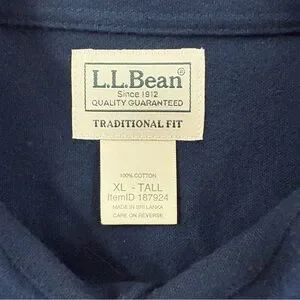 L.L.Bean®
Since 1912
QUALITY GUARANTEED
TRADITIONAL FIT
100% COTTON
XL - TALL
ItemID 187924
MADE IN SRI LANKA
CARE ON REVERSE